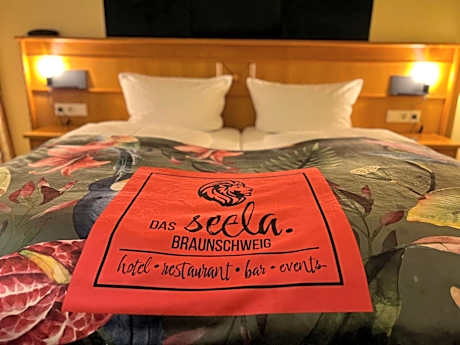 DAS seela.
BRAUNSCHWEIG
hotel • restaurant • bar • events